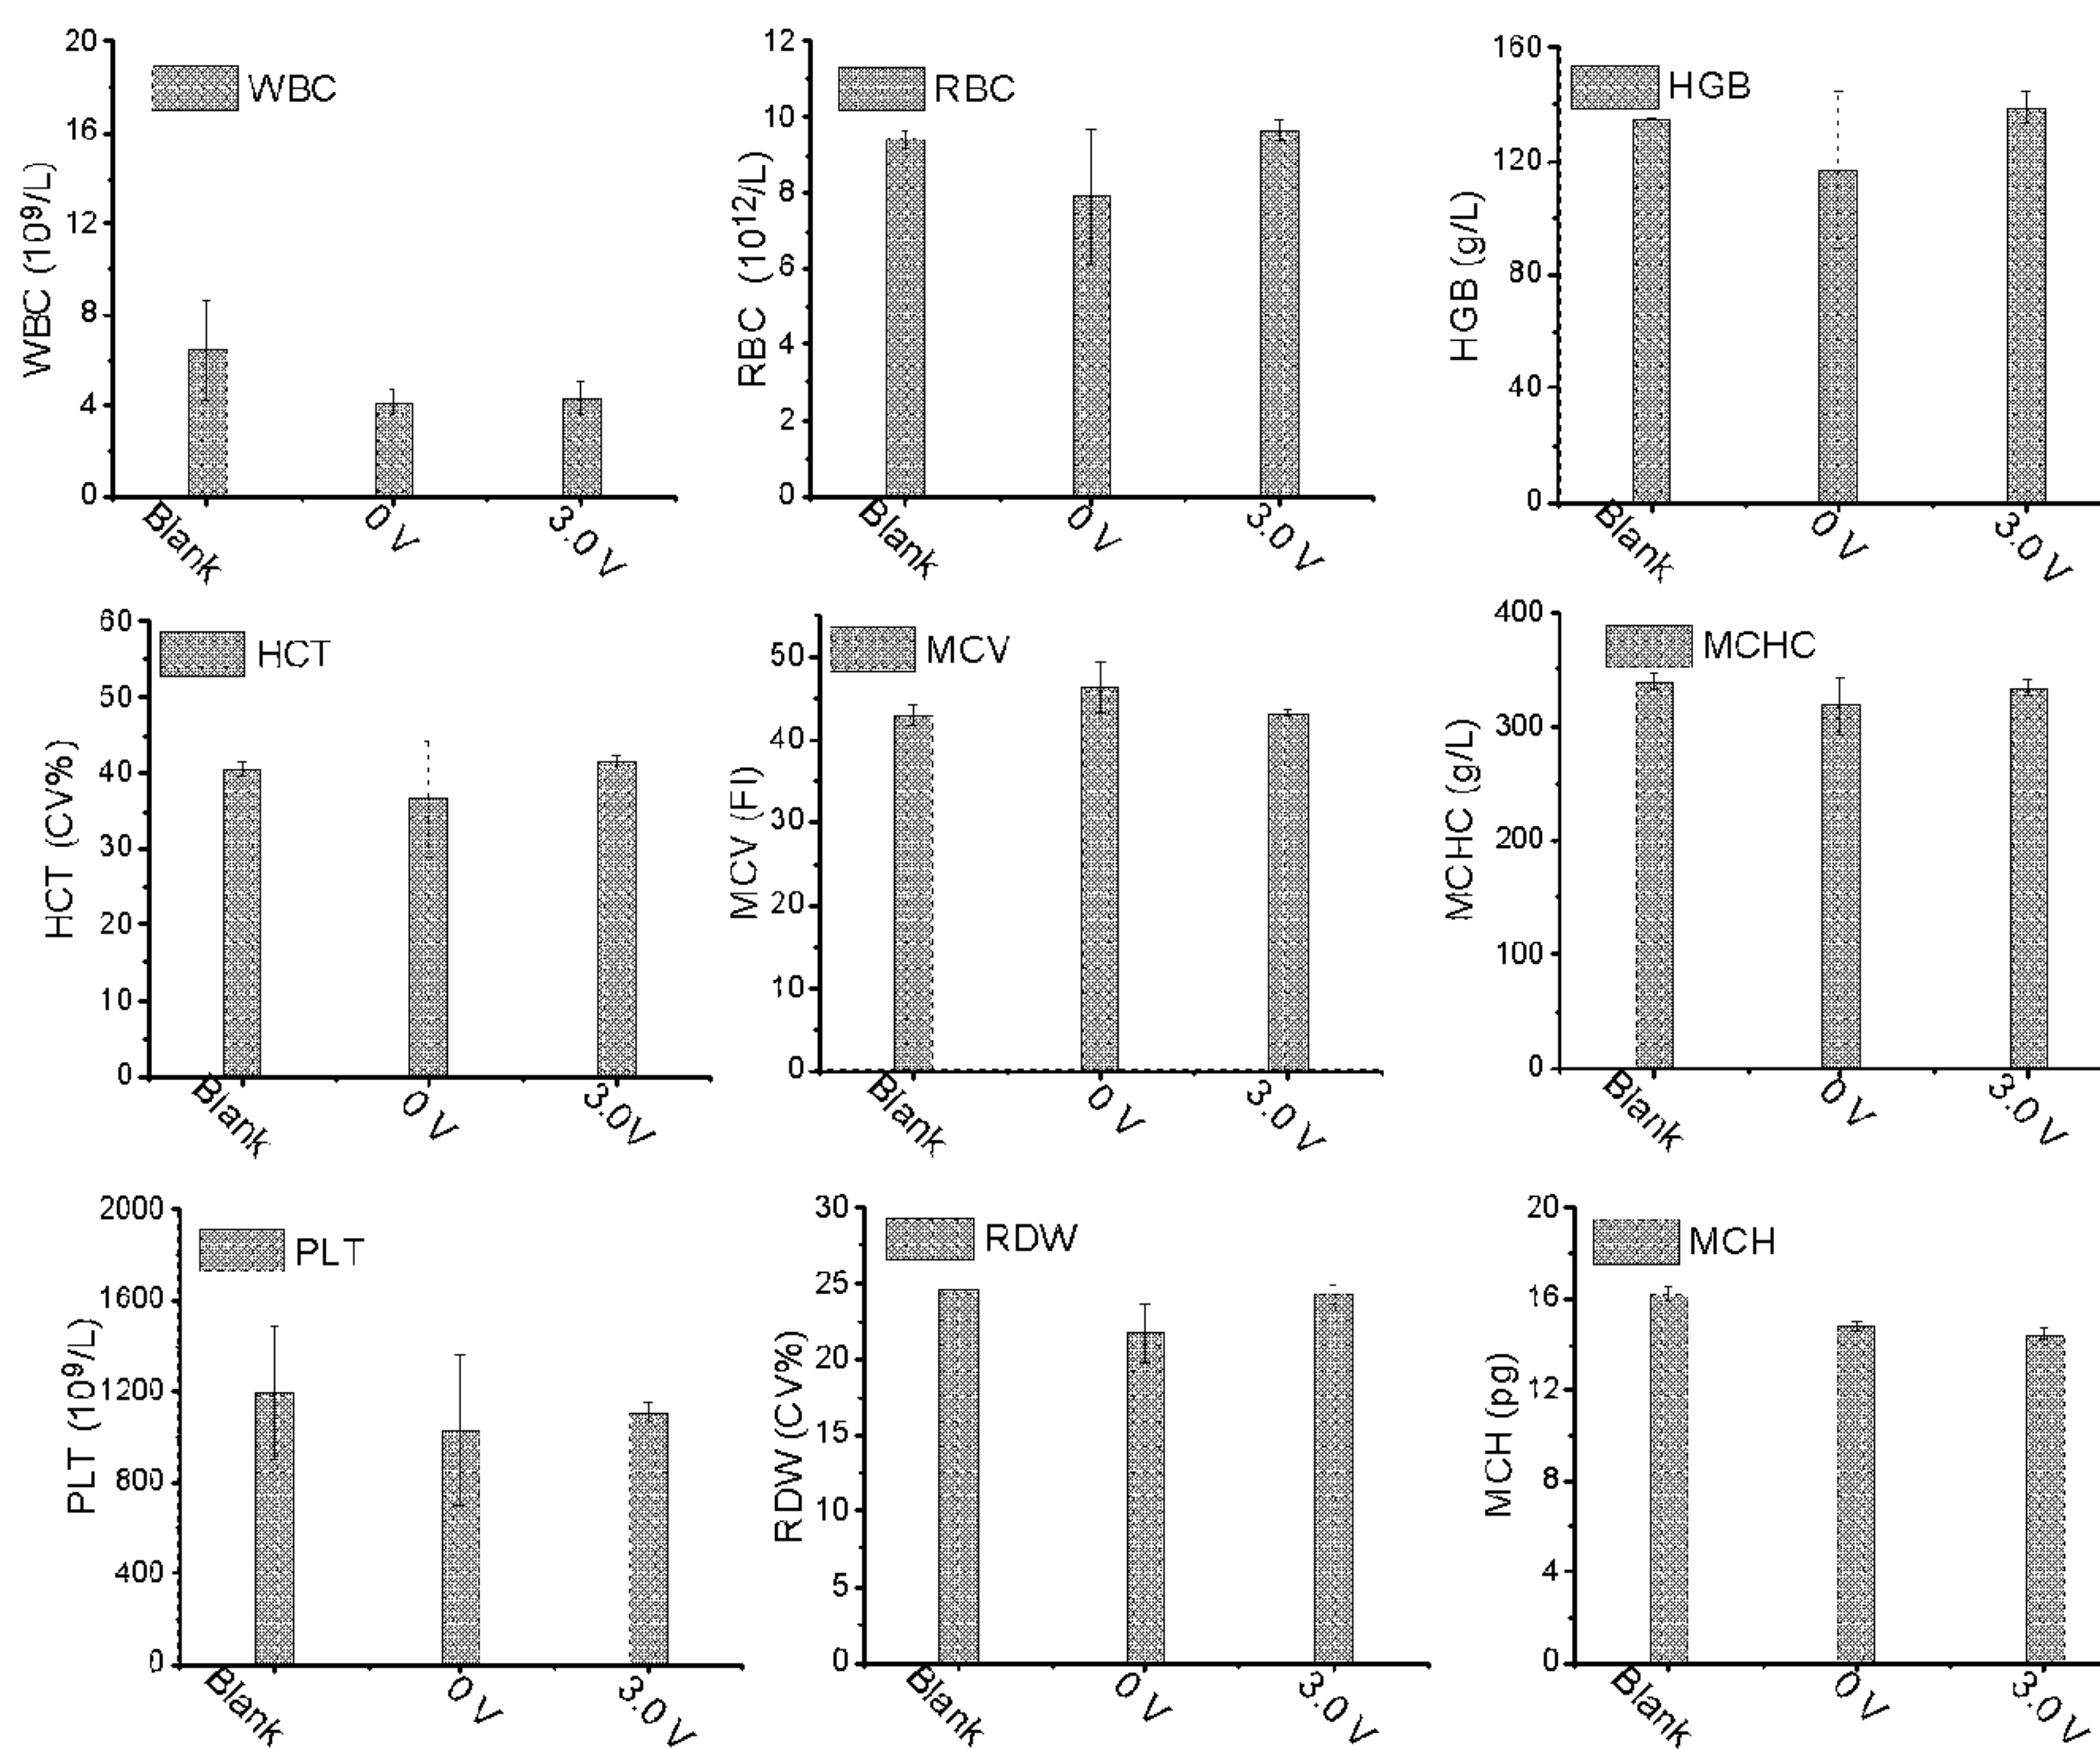 WBC
WBC (10⁹/L)
20
16
12
8
4
0
Blank
0 V
3.0 V
RBC
RBC (10¹²/L)
12
10
8
6
4
2
0
Blank
0 V
3.0 V
HGB
HGB (g/L)
160
120
80
40
0
Blank
0 V
3.0 V
HCT
HCT (CV%)
60
50
40
30
20
10
0
Blank
0 V
3.0V
MCV
MCV (Fl)
50
40
30
20
10
0
Blank
0 V
3.0 V
MCHC
MCHC (g/L)
400
300
200
100
0
Blank
0 V
3.0 V
PLT
PLT (10⁹/L)
2000
1600
1200
800
400
0
Blank
0 V
3.0 V
RDW
RDW (CV%)
30
25
20
15
10
5
0
Blank
0 V
3.0 V
MCH
MCH (pg)
20
16
12
8
4
0
Blank
0 V
3.0 V